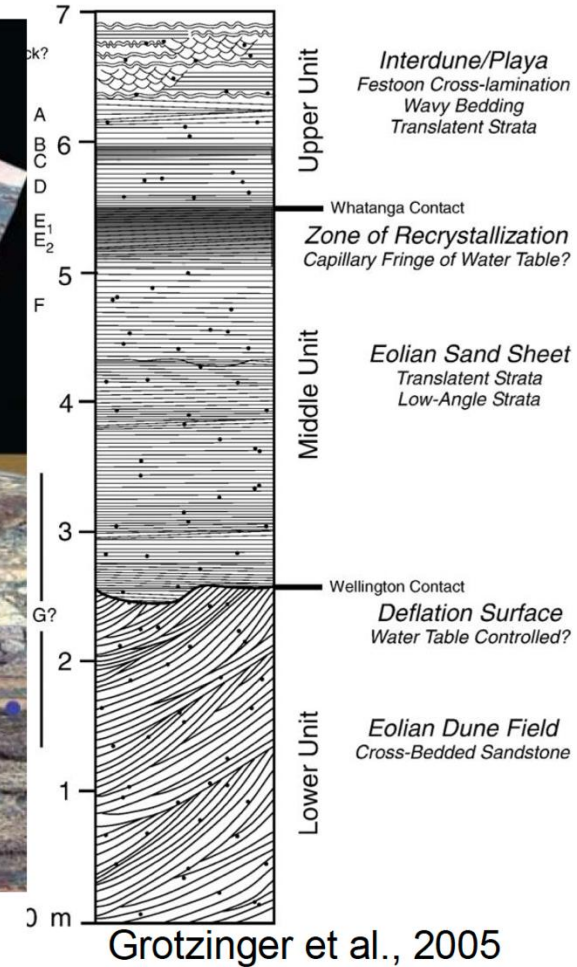 7
ck?
Upper Unit
Interdune/Playa
Festoon Cross-lamination
Wavy Bedding
Translatent Strata
A
6
B
C
D
Whatanga Contact
E1
E2
Zone of Recrystallization
Capillary Fringe of Water Table?
5
F
Middle Unit
Eolian Sand Sheet
Translatent Strata
Low-Angle Strata
4
3
Wellington Contact
G?
Deflation Surface
Water Table Controlled?
2
Lower Unit
Eolian Dune Field
Cross-Bedded Sandstone
1
0 m
Grotzinger et al., 2005